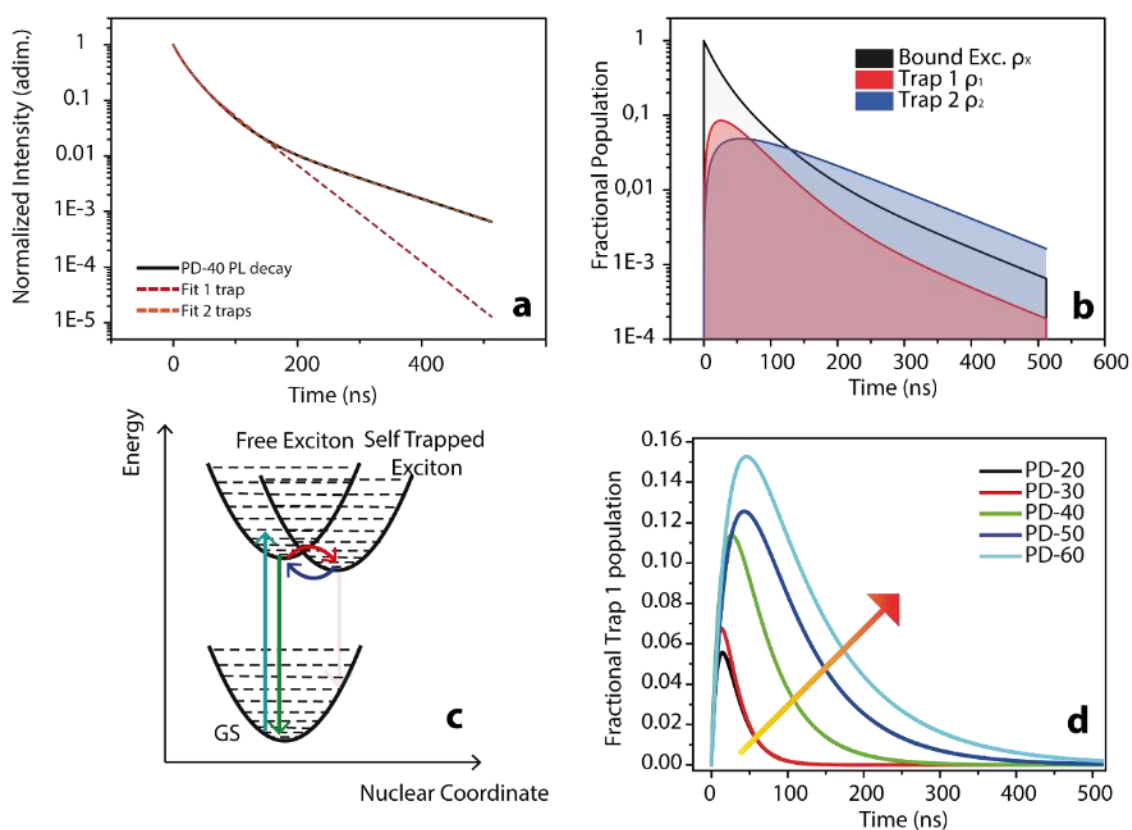 Normalized Intensity (adim.)
1
0.1
0.01
1E-3
1E-4
1E-5
PD-40 PL decay
Fit 1 trap
Fit 2 traps
a
0
200
400
Time (ns)
Fractional Population
1
0,1
0,01
1E-3
1E-4
Bound Exc. ρx
Trap 1 ρ1
Trap 2 ρ2
b
0
100
200
300
400
500
600
Time (ns)
Energy
Free Exciton
Self Trapped
Exciton
GS
c
Nuclear Coordinate
Fractional Trap 1 population
0.16
0.14
0.12
0.10
0.08
0.06
0.04
0.02
0.00
PD-20
PD-30
PD-40
PD-50
PD-60
d
0
100
200
300
400
500
Time (ns)